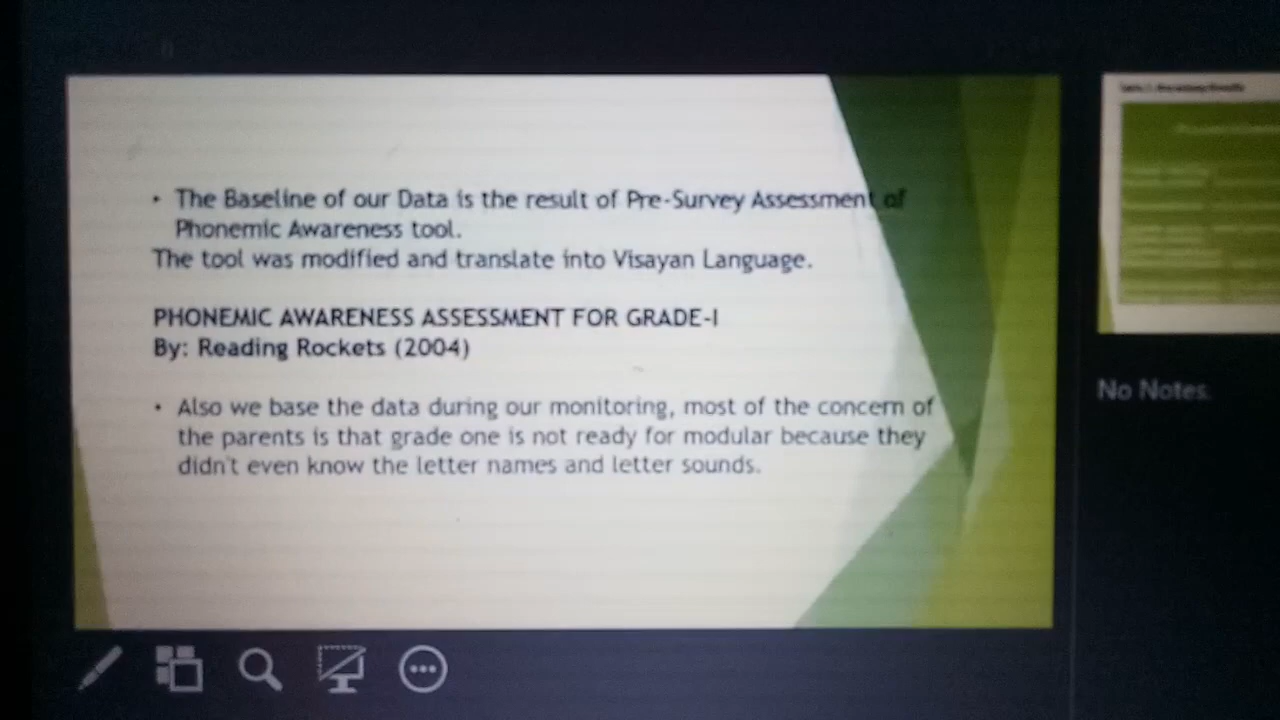 • The Baseline of our Data is the result of Pre-Survey Assessment of
Phonemic Awareness tool.
The tool was modified and translate into Visayan Language.
PHONEMIC AWARENESS ASSESSMENT FOR GRADE-I
By: Reading Rockets (2004)
• Also we base the data during our monitoring, most of the concern of
the parents is that grade one is not ready for modular because they
didn't even know the letter names and letter sounds.
No Notes.